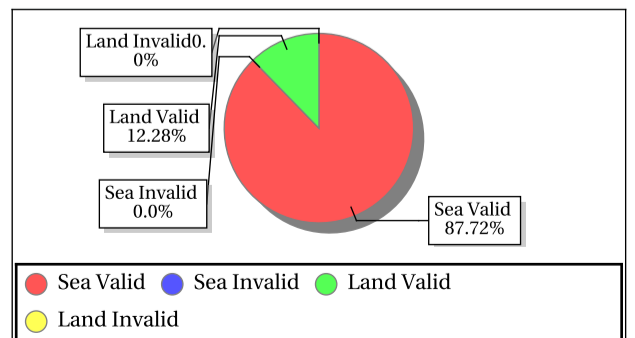 Land Invalid0.
0%
Land Valid
12.28%
Sea Invalid
0.0%
Sea Valid
87.72%
Sea Valid Sea Invalid Land Valid
Land Invalid